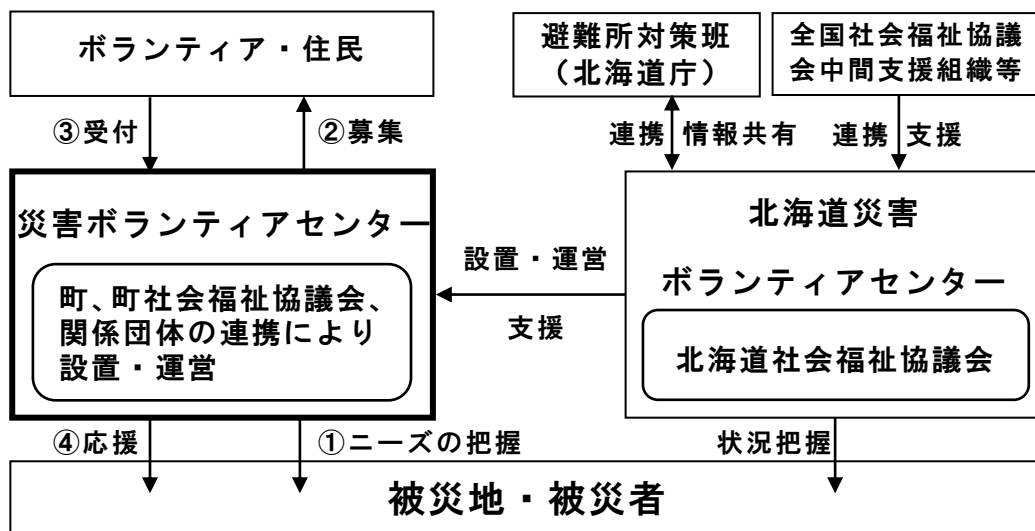 ボランティア・住民
避難所対策班
（北海道庁）
全国社会福祉協議
会中間支援組織等
③受付
②募集
連携
情報共有
連携
支援
災害ボランティアセンター
町、町社会福祉協議会、
関係団体の連携により
設置・運営
設置・運営
支援
北海道災害
ボランティアセンター
北海道社会福祉協議会
④応援
①ニーズの把握
状況把握
被災地・被災者